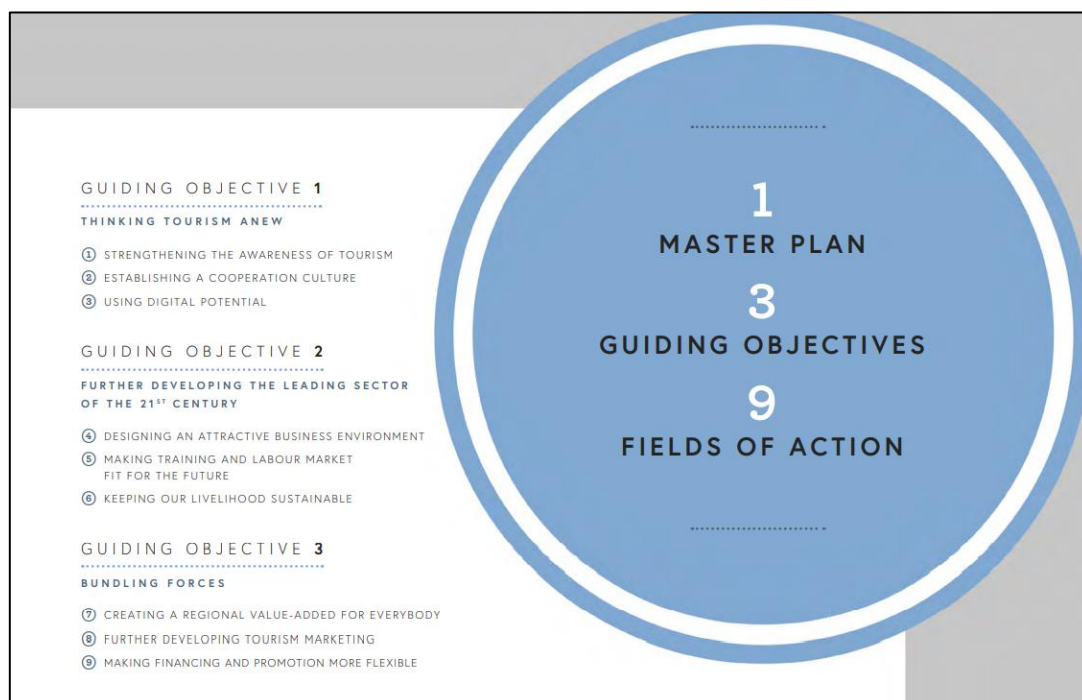 GUIDING OBJECTIVE 1
THINKING TOURISM ANEW
1 STRENGTHENING THE AWARENESS OF TOURISM
2 ESTABLISHING A COOPERATION CULTURE
3 USING DIGITAL POTENTIAL
GUIDING OBJECTIVE 2
FURTHER DEVELOPING THE LEADING SECTOR
OF THE 21ST CENTURY
4 DESIGNING AN ATTRACTIVE BUSINESS ENVIRONMENT
5 MAKING TRAINING AND LABOUR MARKET
FIT FOR THE FUTURE
6 KEEPING OUR LIVELIHOOD SUSTAINABLE
GUIDING OBJECTIVE 3
BUNDLING FORCES
7 CREATING A REGIONAL VALUE-ADDED FOR EVERYBODY
8 FURTHER DEVELOPING TOURISM MARKETING
9 MAKING FINANCING AND PROMOTION MORE FLEXIBLE
1
MASTER PLAN
3
GUIDING OBJECTIVES
9
FIELDS OF ACTION